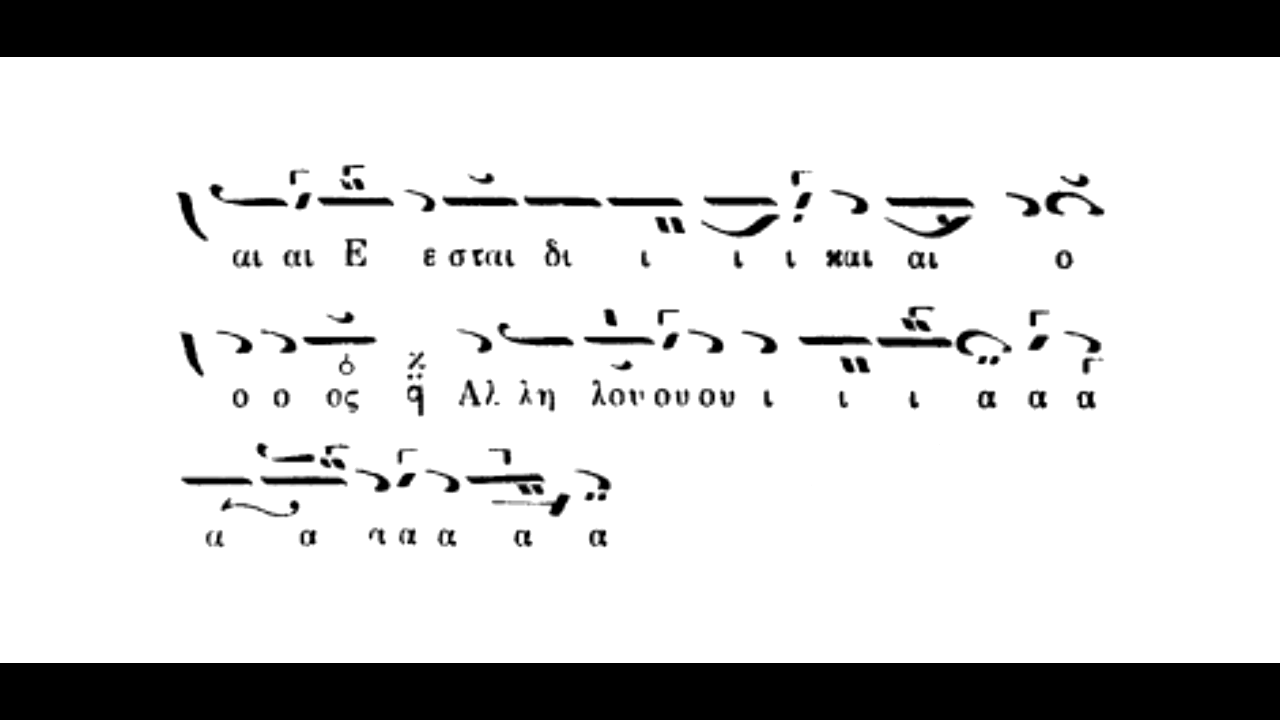 αι αι Ε ε σται δι ι ι ι και αι ο
ο ο ος ϥ Αλ λη λου ου ου ι ι ι α α α
α α α α α α α